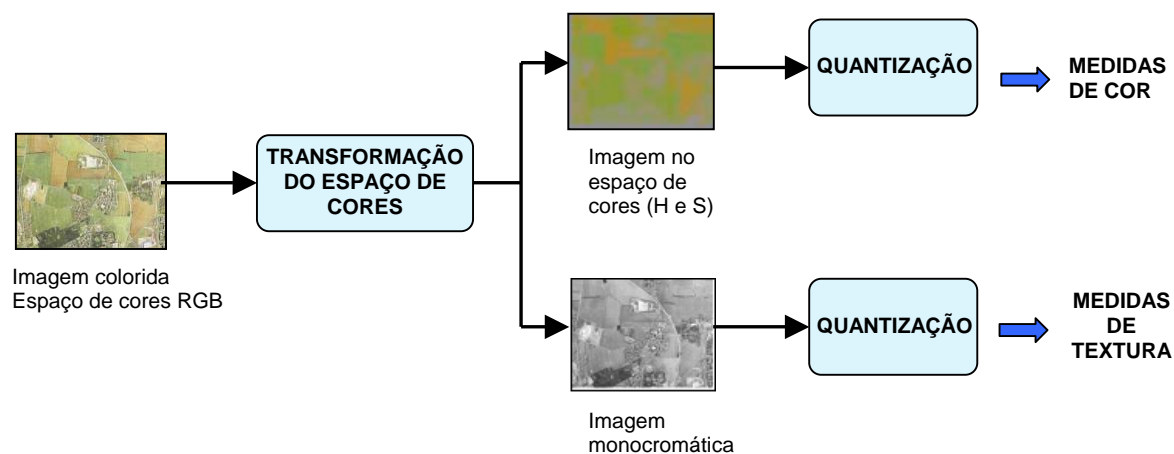 Imagem colorida
Espaço de cores RGB
TRANSFORMAÇÃO
DO ESPAÇO DE
CORES
Imagem no
espaço de
cores (H e S)
QUANTIZAÇÃO
MEDIDAS
DE COR
Imagem
monocromática
QUANTIZAÇÃO
MEDIDAS
DE
TEXTURA